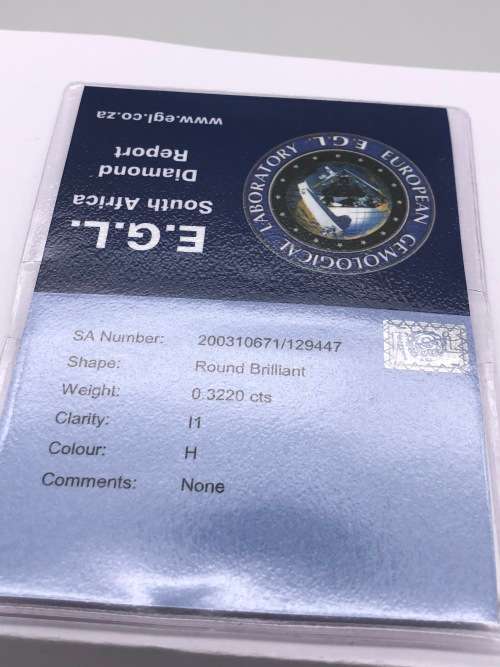 E.G.L.
South Africa
Diamond
Report
www.egl.co.za
EUROPEAN GEMOLOGICAL LABORATORY
E.G.L.
SA Number: 200310671/129447
Shape: Round Brilliant
Weight: 0.3220 cts
Clarity: I1
Colour: H
Comments: None